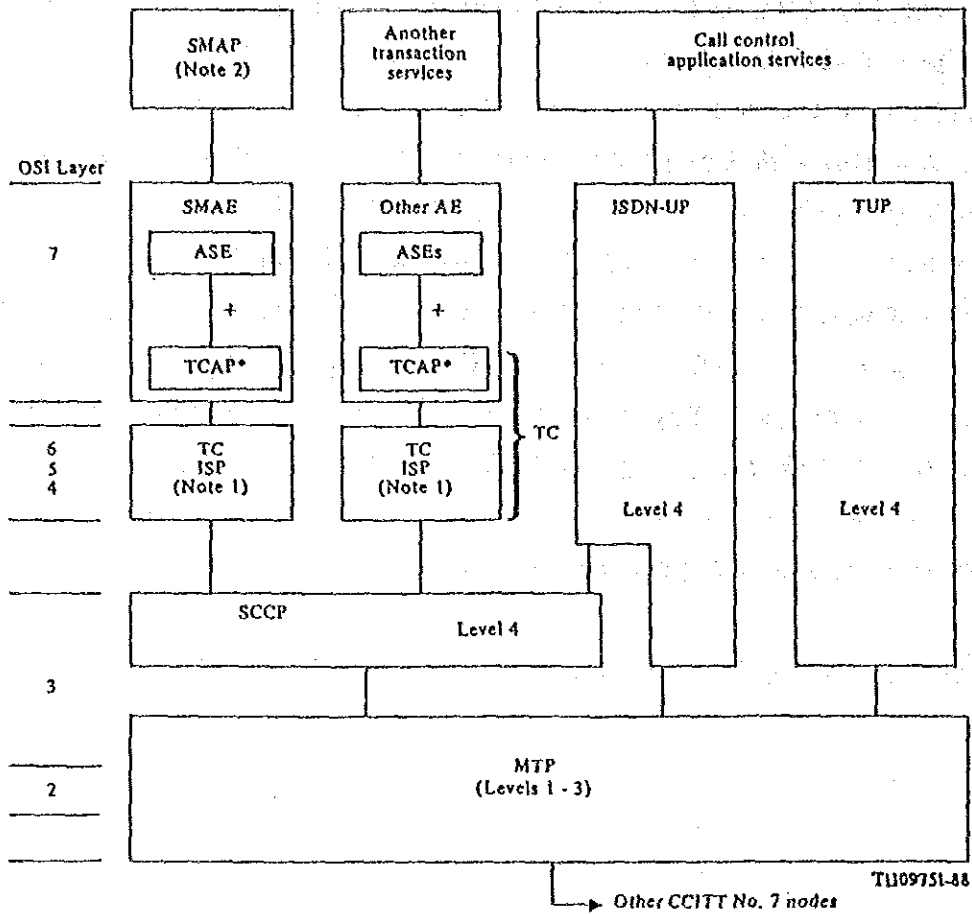 SMAP
(Note 2)
Another
transaction
services
Call control
application services
OSI Layer
SMAE
Other AE
ISDN-UP
TUP
7
ASE
ASEs
+
+
TCAP*
TCAP*
TC
6
5
4
TC
ISP
(Note 1)
TC
ISP
(Note 1)
Level 4
Level 4
SCCP
Level 4
3
MTP
(Levels 1 - 3)
2
T1109751-88
Other CCITT No. 7 nodes